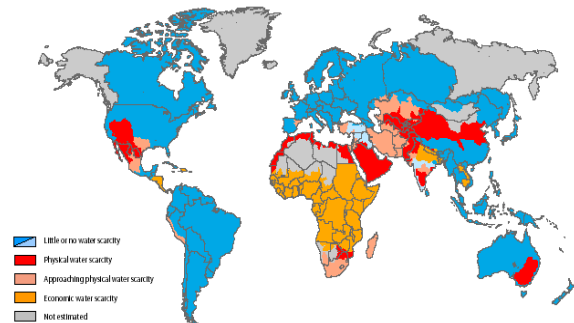 Little or no water scarcity
Physical water scarcity
Approaching physical water scarcity
Economic water scarcity
Not estimated